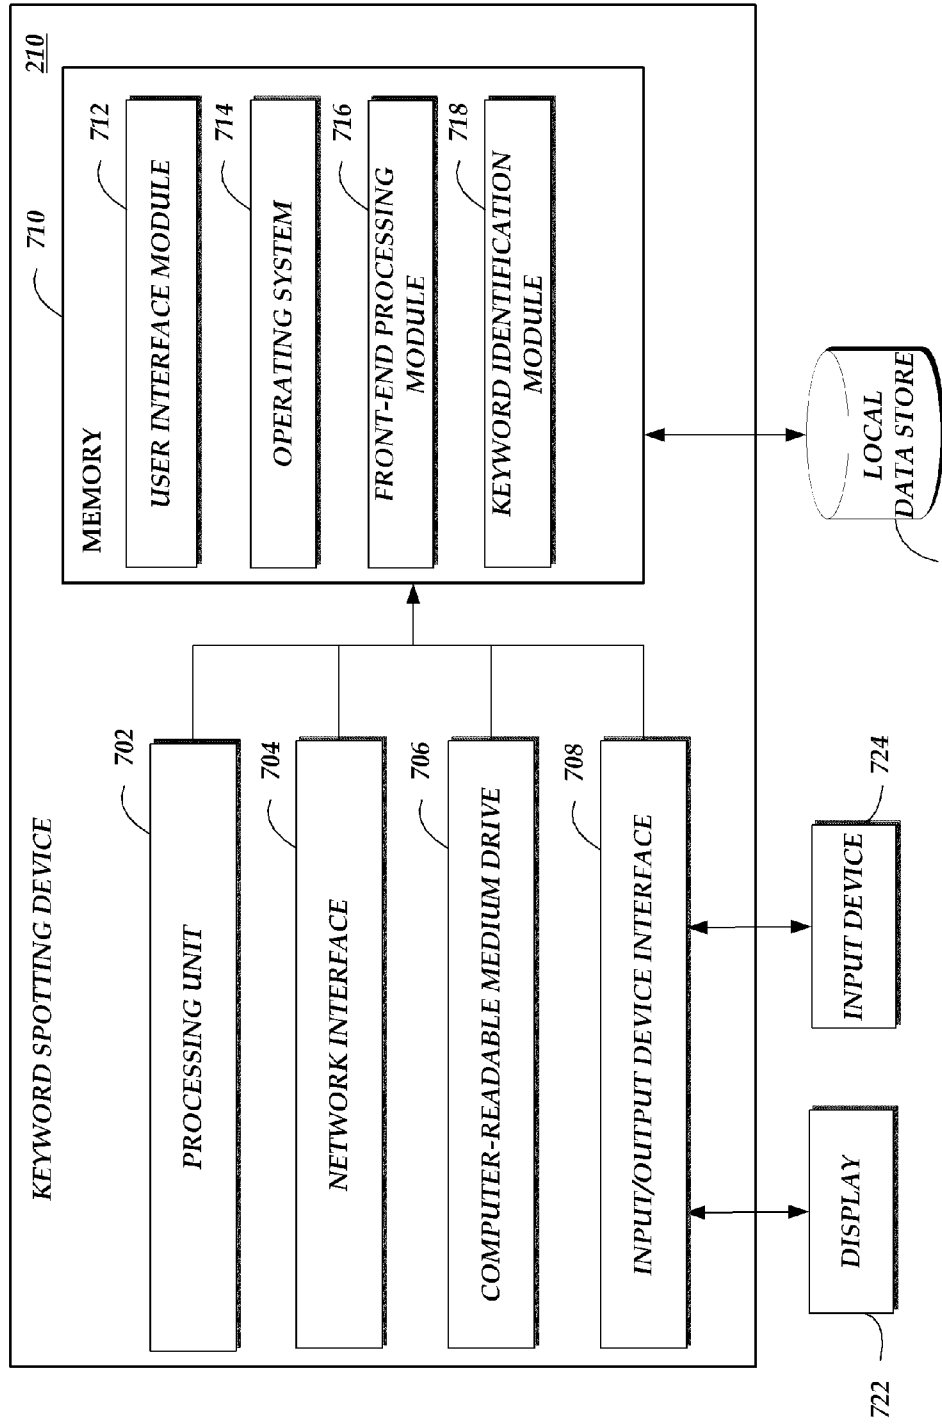 KEYWORD SPOTTING DEVICE
210
702
PROCESSING UNIT
704
NETWORK INTERFACE
706
COMPUTER-READABLE MEDIUM DRIVE
708
INPUT/OUTPUT DEVICE INTERFACE
710
MEMORY
712
USER INTERFACE MODULE
714
OPERATING SYSTEM
716
FRONT-END PROCESSING
MODULE
718
KEYWORD IDENTIFICATION
MODULE
722
DISPLAY
724
INPUT DEVICE
LOCAL
DATA STORE